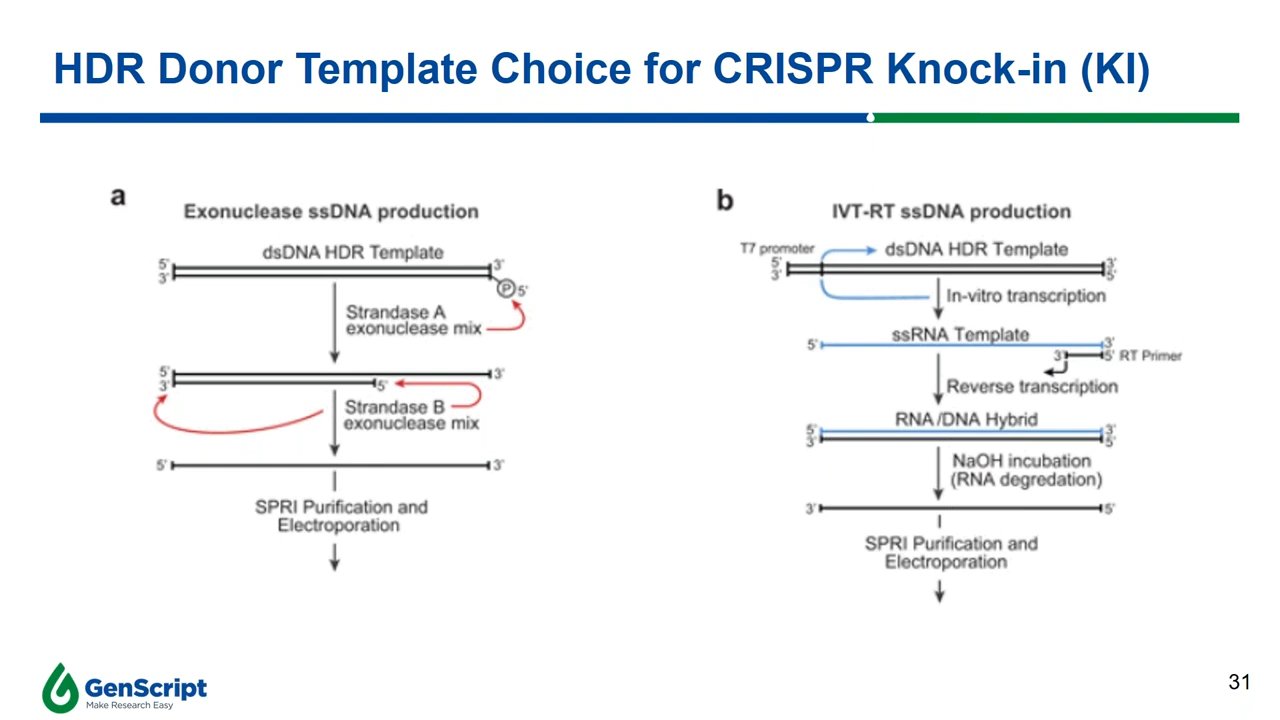 HDR Donor Template Choice for CRISPR Knock-in (KI)
a
Exonuclease ssDNA production
dsDNA HDR Template
5' 3'
3'
P 5'
Strandase A
exonuclease mix
5' 3'
3' 5'
Strandase B
exonuclease mix
5' 3'
SPRI Purification and
Electroporation
b
IVT-RT ssDNA production
T7 promoter dsDNA HDR Template
5' 3'
3' 5'
In-vitro transcription
ssRNA Template
5' 3'
3' 5' RT Primer
Reverse transcription
RNA/DNA Hybrid
5' 3'
3' 5'
NaOH incubation
(RNA degredation)
3' 5'
SPRI Purification and
Electroporation
GenScript
Make Research Easy
31